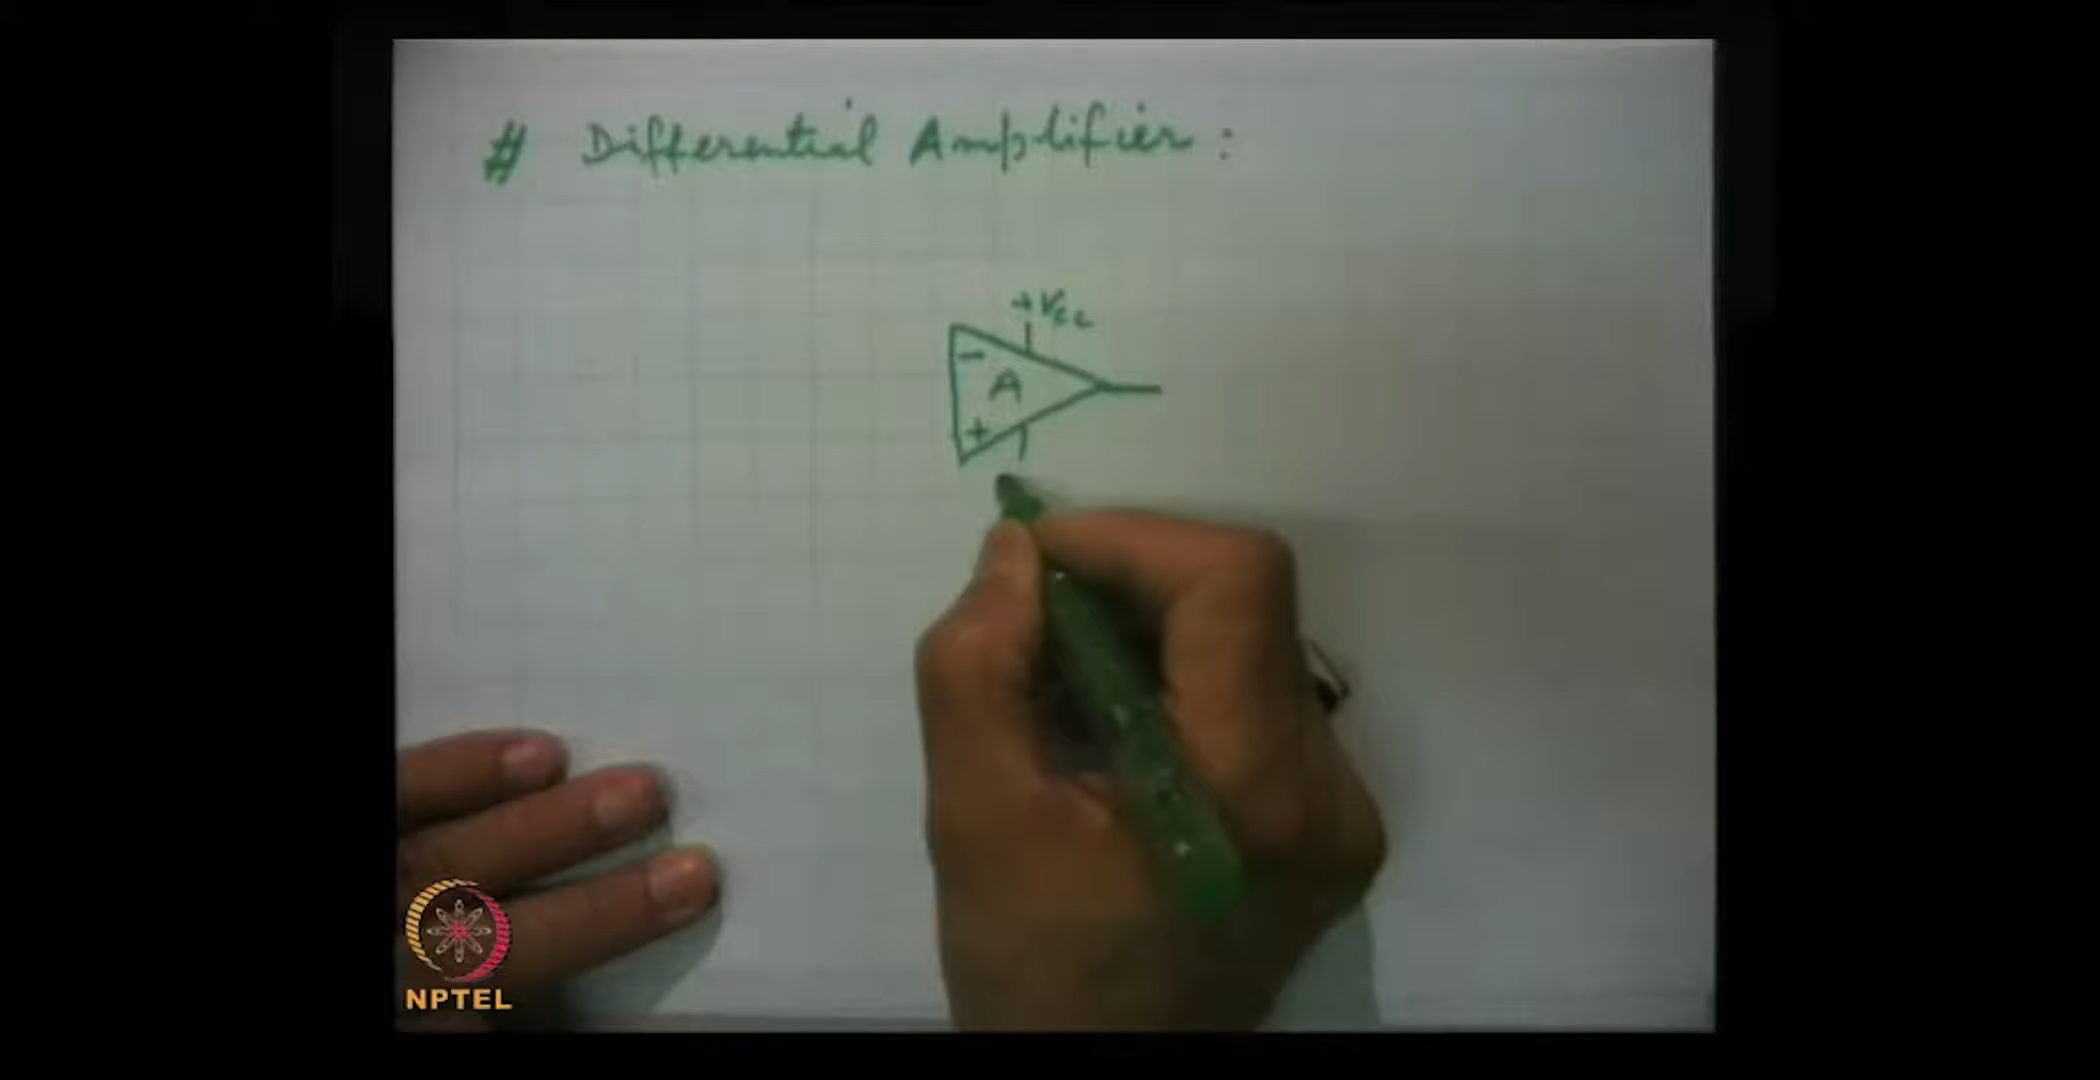 # Differential Amplifier :
+Vcc
-
A
+
NPTEL